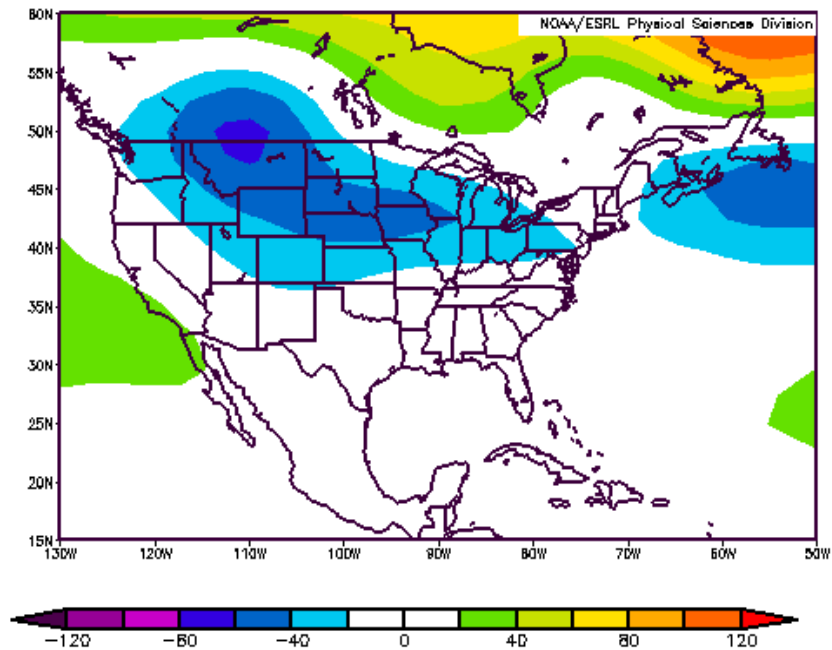 NOAA/ESRL Physical Sciences Division
60N
55N
50N
45N
40N
35N
30N
25N
20N
15N
130W 120W 110W 100W 90W 80W 70W 60W 50W
−120 −80 −40 0 40 80 120